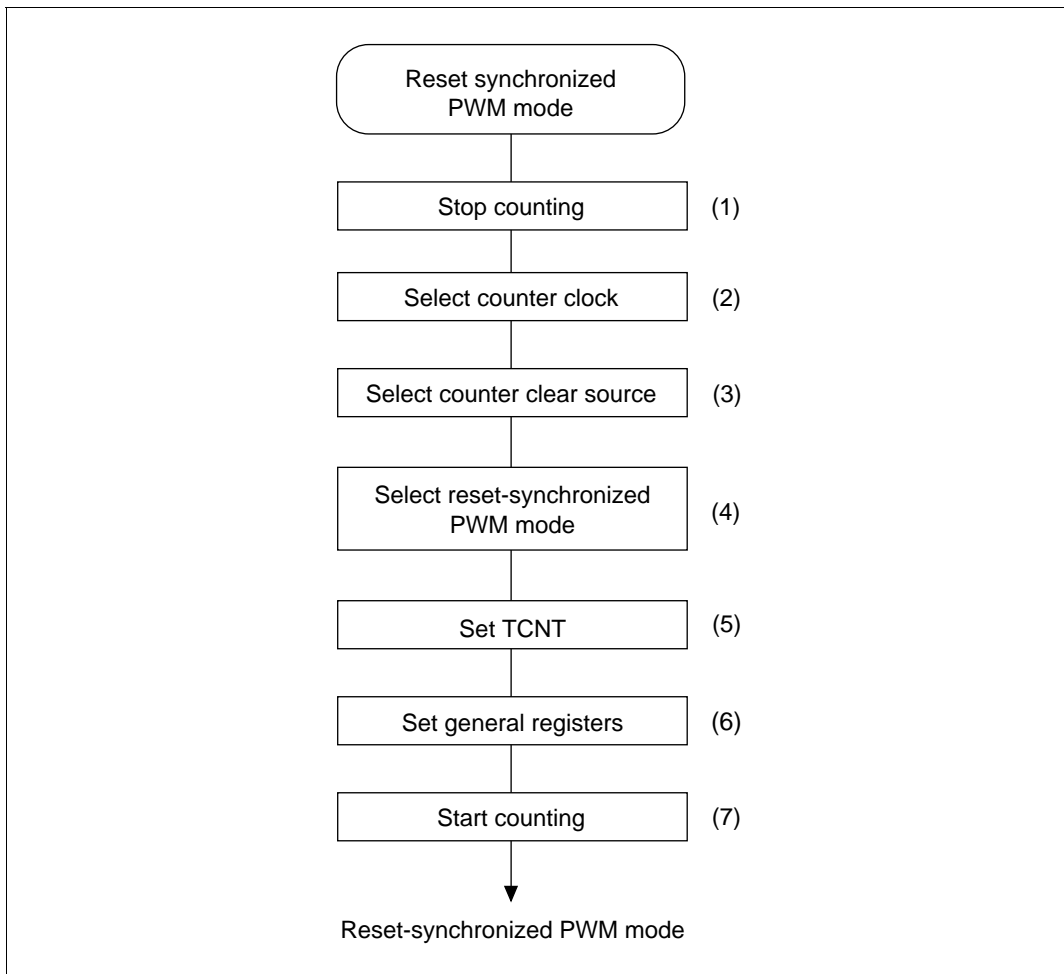 Reset synchronized
PWM mode
Stop counting (1)
Select counter clock (2)
Select counter clear source (3)
Select reset-synchronized
PWM mode
(4)
Set TCNT (5)
Set general registers (6)
Start counting (7)
Reset-synchronized PWM mode